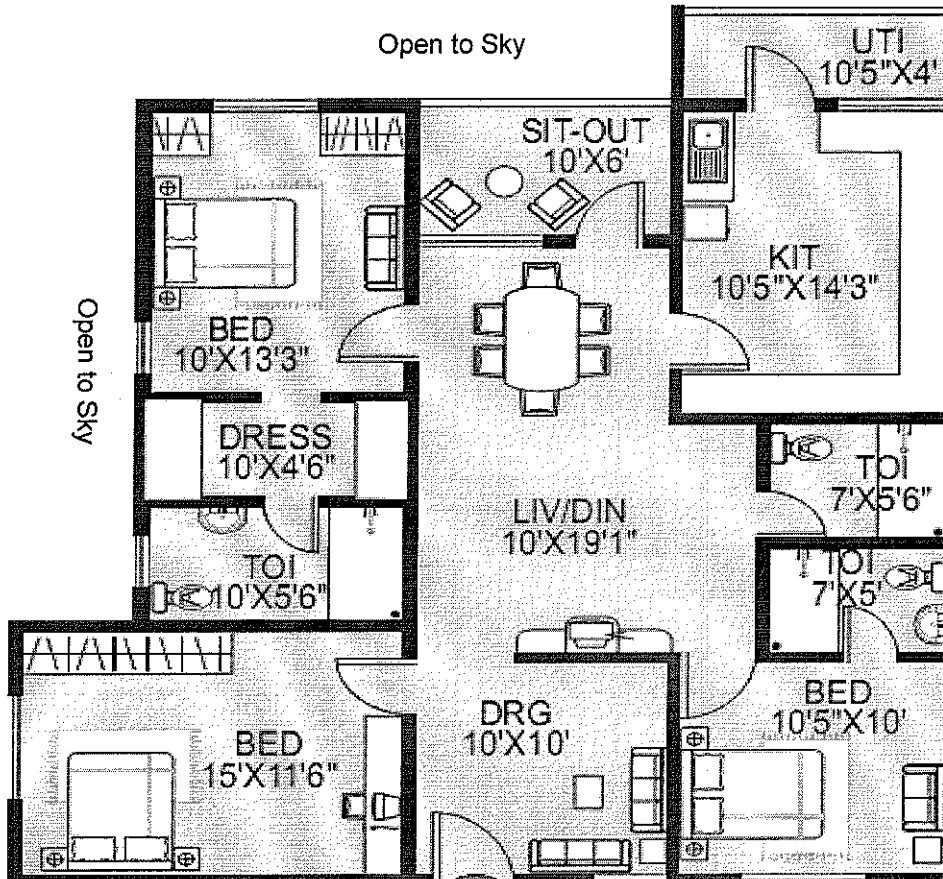 Open to Sky
UTI
10'5"X4'
SIT-OUT
10'X6'
KIT
10'5"X14'3"
BED
10'X13'3"
Open to Sky
DRESS
10'X4'6"
TOI
7'X5'6"
LIV/DIN
10'X19'1"
TOI
10'X5'6"
TOI
7'X5'
BED
10'5"X10'
DRG
10'X10'
BED
15'X11'6"